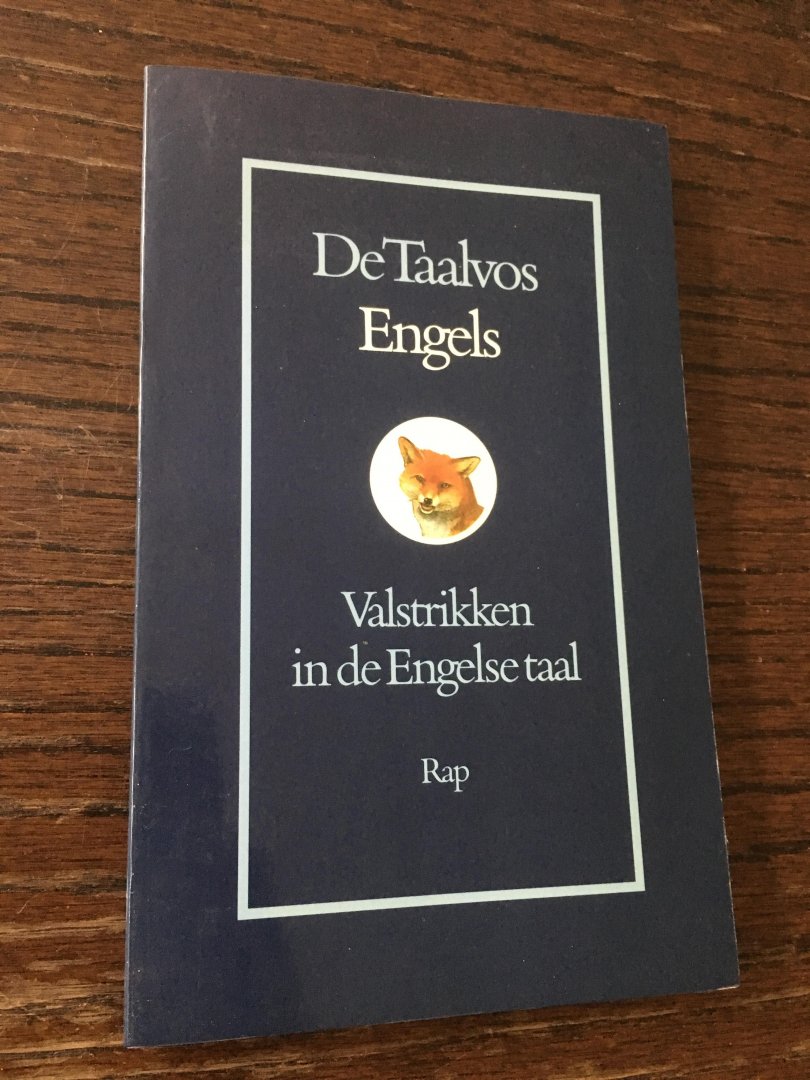 De Taalvos
Engels
Valstrikken
in de Engelse taal
Rap